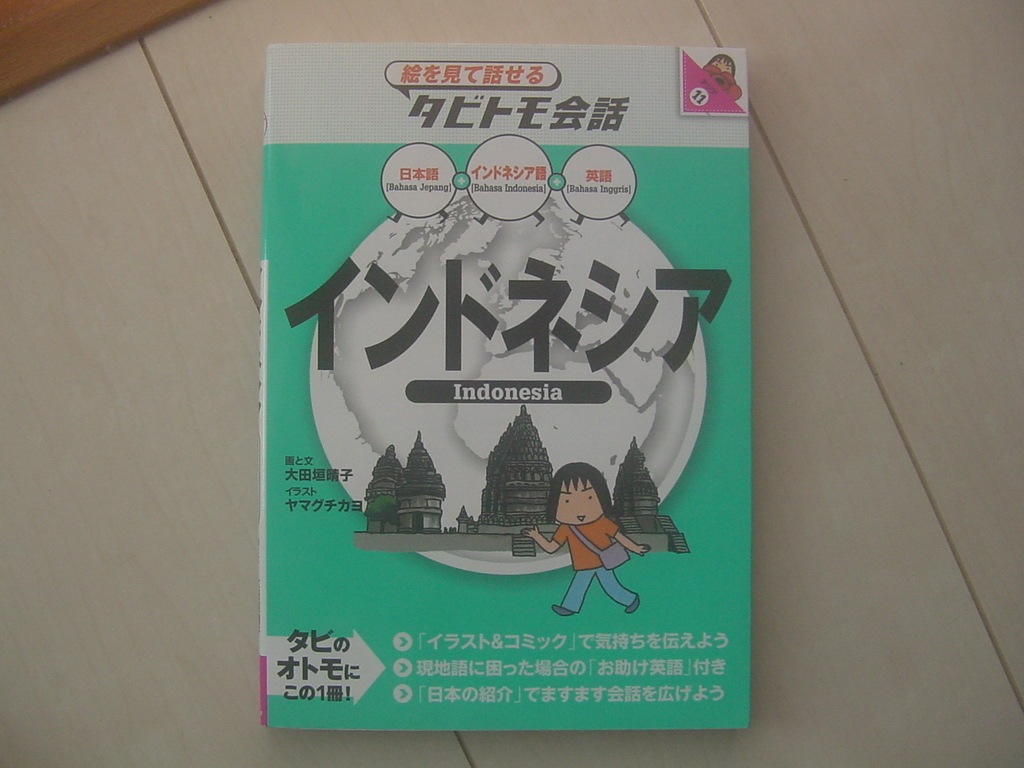 絵を見て話せる
タビトモ会話
11
日本語
[Bahasa Jepang]
インドネシア語
[Bahasa Indonesia]
英語
[Bahasa Inggris]
インドネシア
Indonesia
画と文
大田垣晴子
イラスト
ヤマグチカヨ
タビの
オトモに
この1冊!
「イラスト&コミック」で気持ちを伝えよう
現地語に困った場合の「お助け英語」付き
「日本の紹介」でますます会話を広げよう